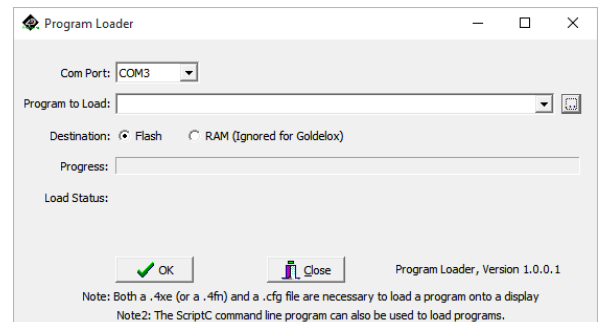 Program Loader
Com Port: COM3
Program to Load:
Destination: Flash RAM (Ignored for Goldelox)
Progress:
Load Status:
OK Close Program Loader, Version 1.0.0.1
Note: Both a .4xe (or a .4fn) and a .cfg file are necessary to load a program onto a display
Note2: The ScriptC command line program can also be used to load programs.